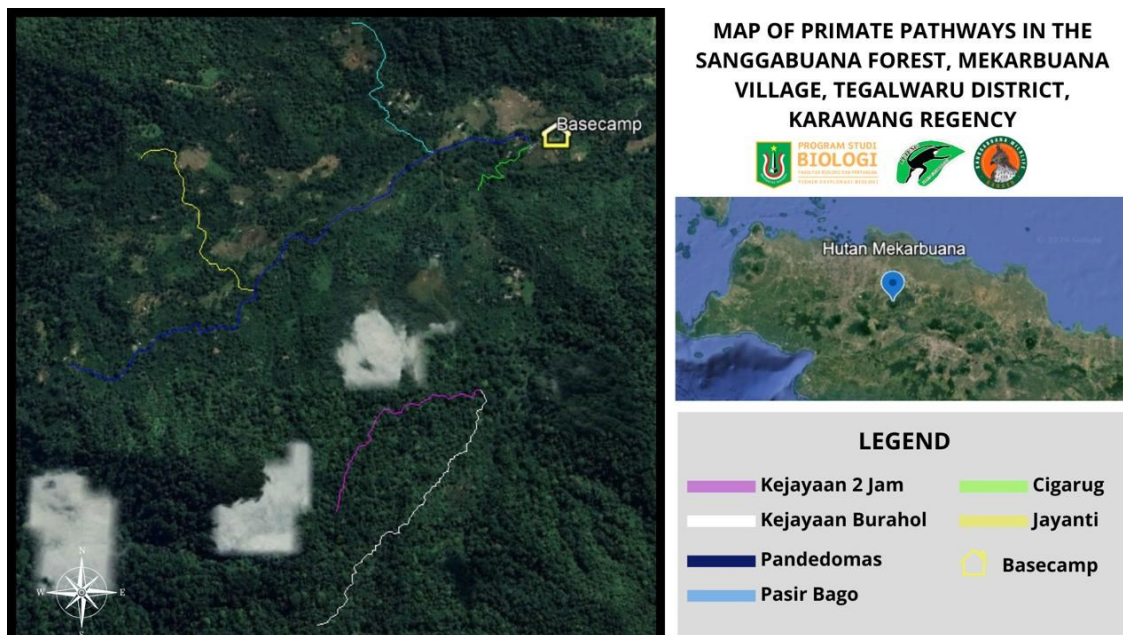 MAP OF PRIMATE PATHWAYS IN THE
SANGGABUANA FOREST, MEKARBUANA
VILLAGE, TEGALWARU DISTRICT,
KARAWANG REGENCY
PROGRAM STUDI
BIOLOGI
Basecamp
Hutan Mekarbuana
LEGEND
Kejayaan 2 Jam
Kejayaan Burahol
Pandedomas
Pasir Bago
Cigarug
Jayanti
Basecamp
N
W
E
S